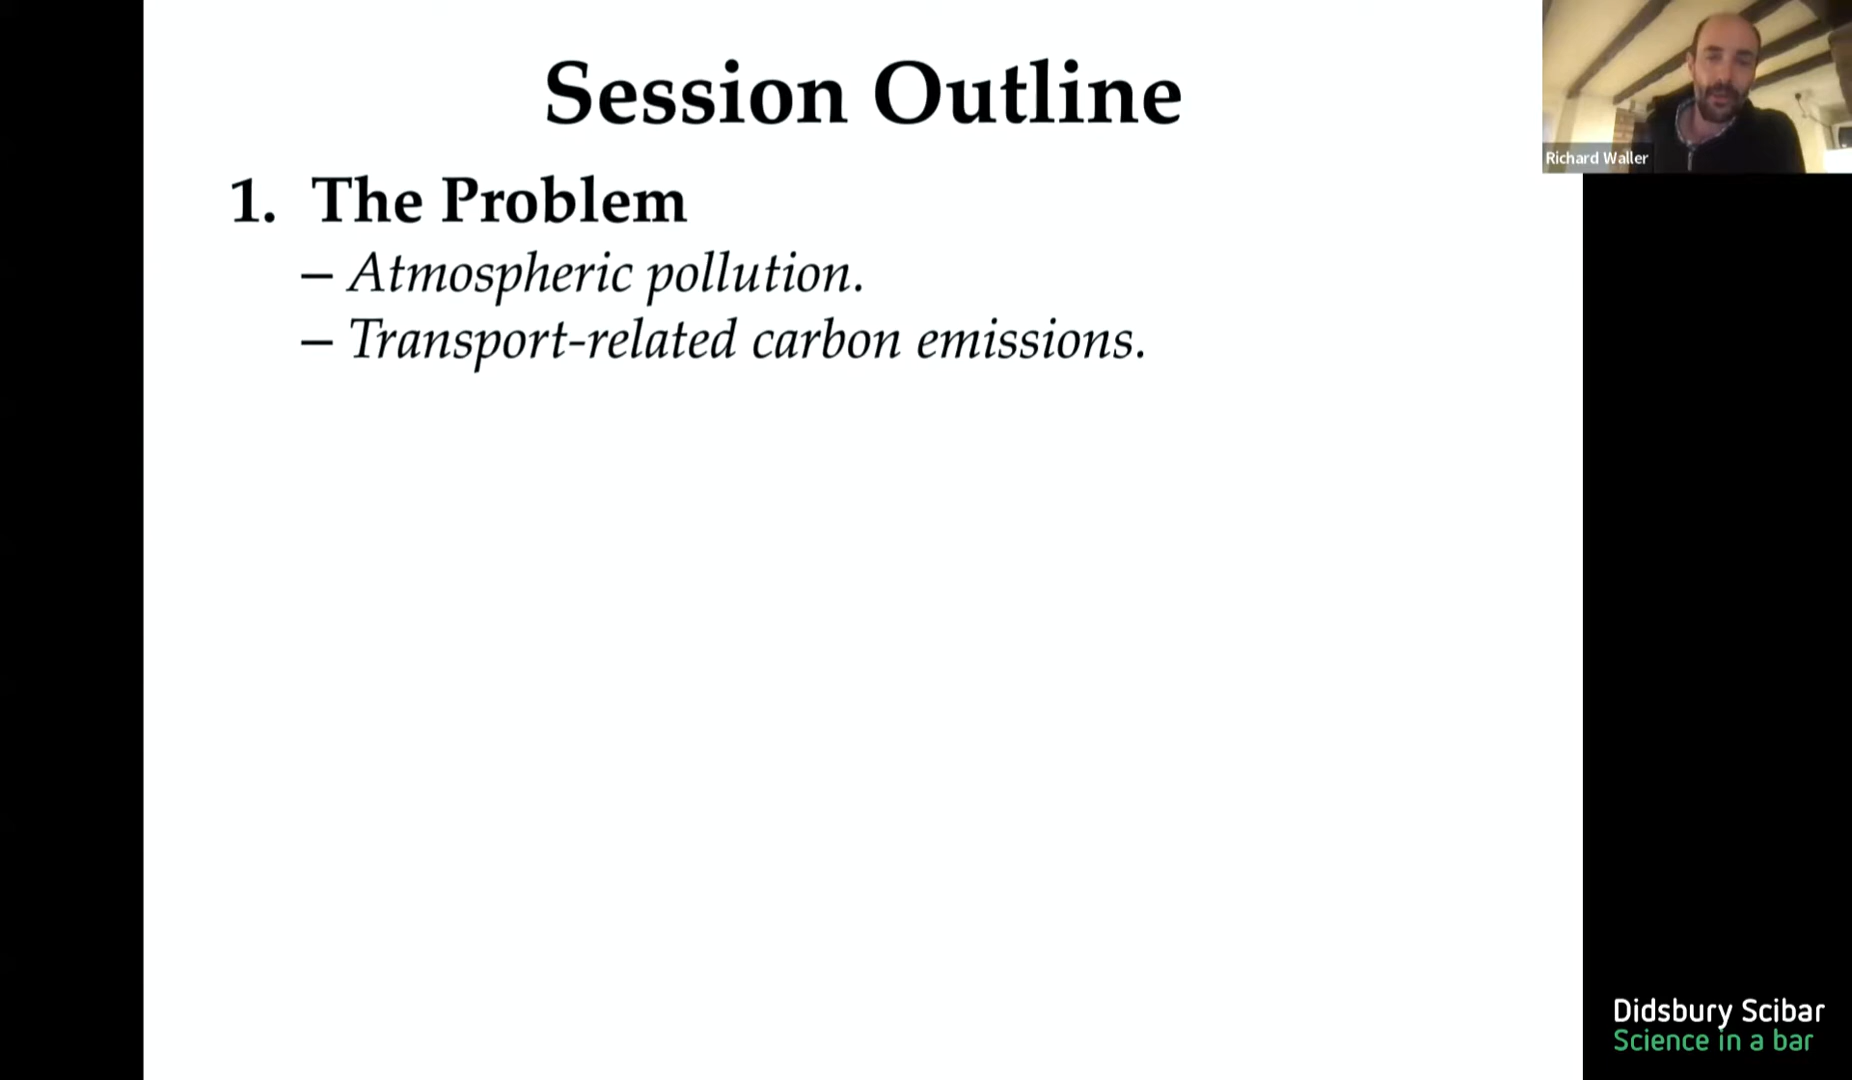 Session Outline
1. The Problem
– Atmospheric pollution.
– Transport-related carbon emissions.
Richard Waller
Didsbury Scibar
Science in a bar